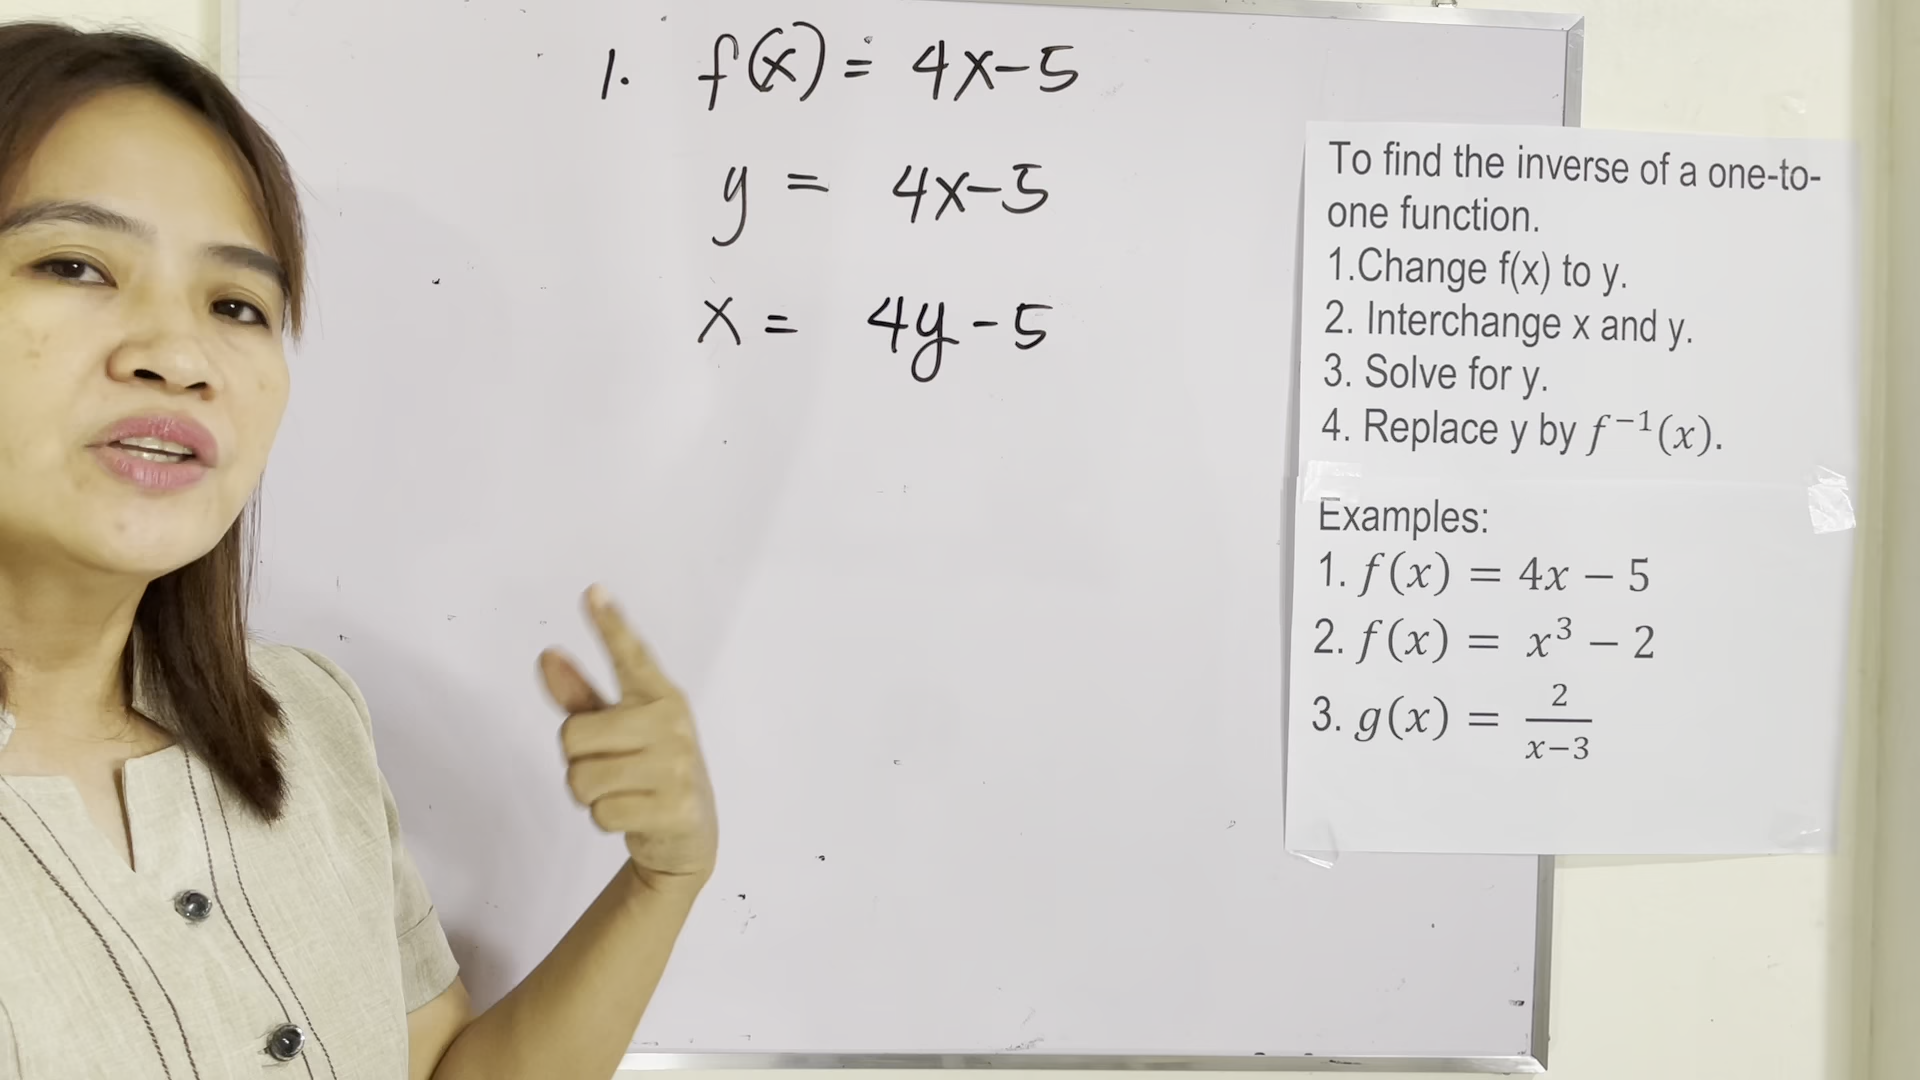 1. f(x) = 4x-5
y = 4x-5
x = 4y-5
To find the inverse of a one-to-
one function.
1.Change f(x) to y.
2. Interchange x and y.
3. Solve for y.
4. Replace y by f⁻¹(x).
Examples:
1. f(x) = 4x − 5
2. f(x) = x³ − 2
3. g(x) = 2/(x−3)